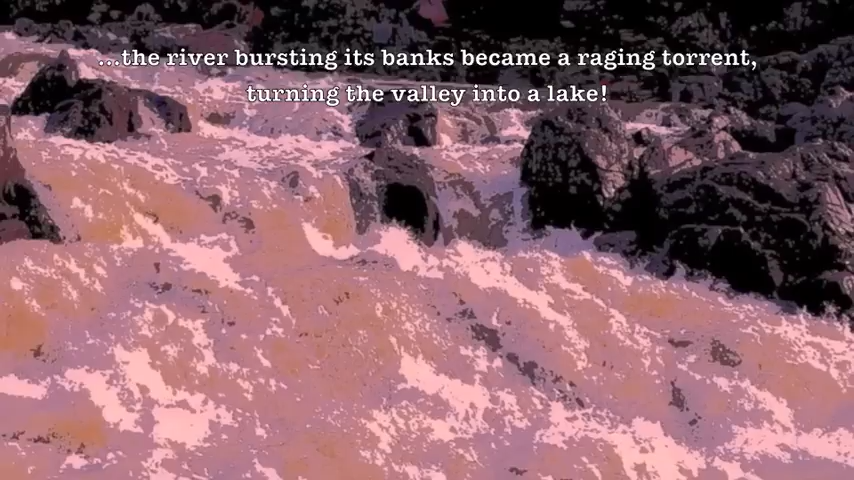 ...the river bursting its banks became a raging torrent,
turning the valley into a lake!